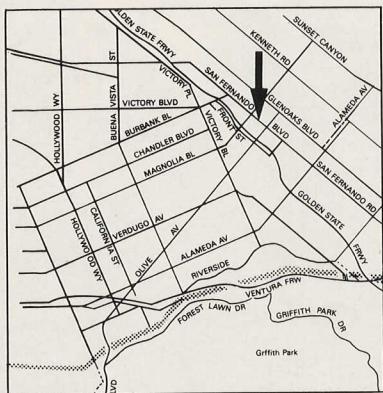 GOLDEN STATE FRWY
SUNSET CANYON
KENNETH RD
ALAMEDA AV
VICTORY PL
SAN FERNANDO
BLVD
GLENOAKS BLVD
HOLLYWOOD WY
BUENA VISTA ST
VICTORY BLVD
FRONT ST
BURBANK BL
CHANDLER BLVD
VICTORY BL
MAGNOLIA BL
SAN FERNANDO RD
GOLDEN STATE
FRWY
HOLLYWOOD WY
CALIFORNIA ST
VERDUGO AV
OLIVE AV
ALAMEDA AV
RIVERSIDE
VENTURA FRW
FOREST LAWN DR
GRIFFITH PARK DR
Grffith Park
BLVD